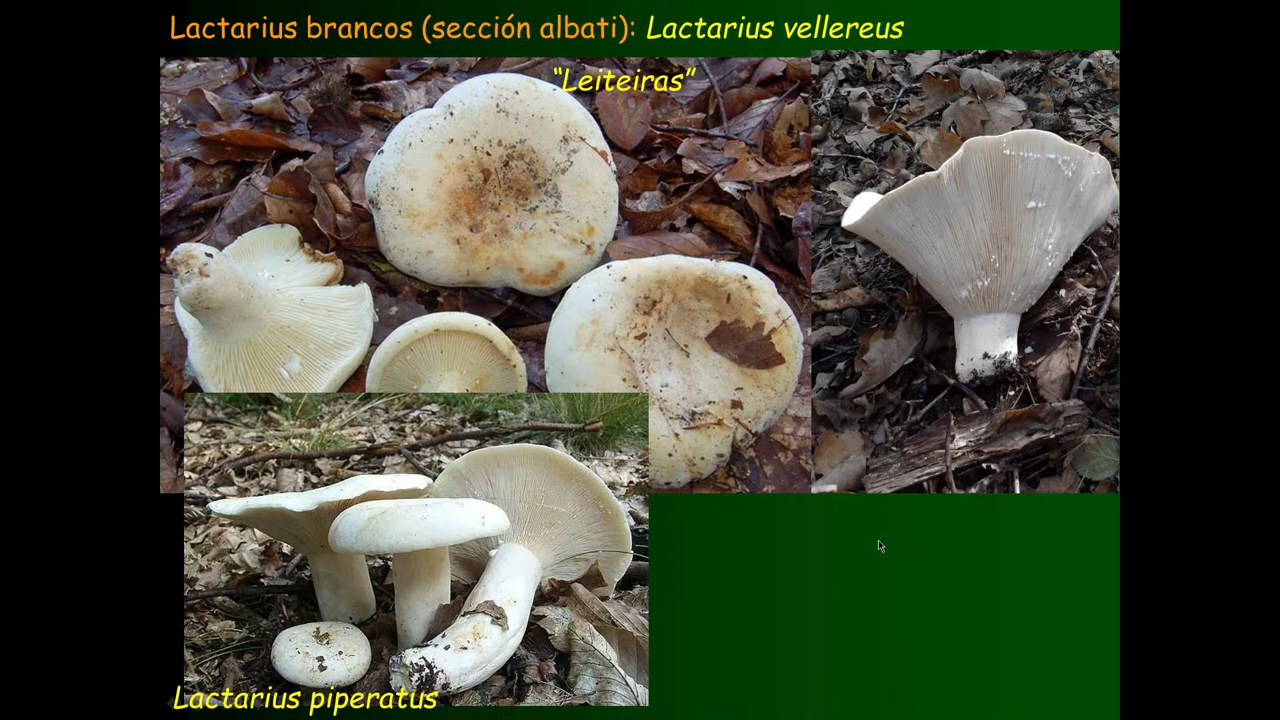 Lactarius brancos (sección albati): Lactarius vellereus
“Leiteiras”
Lactarius piperatus